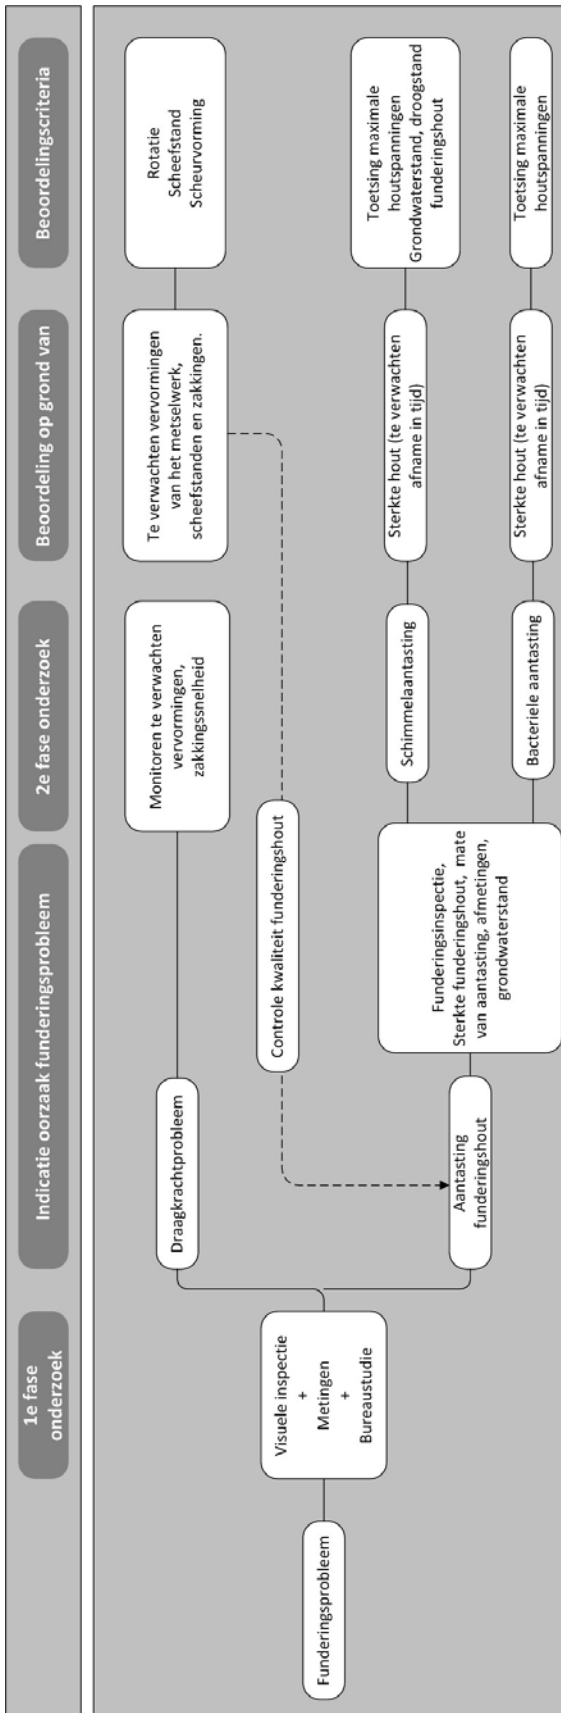 1e fase
onderzoek
Indicatie oorzaak funderingsprobleem
2e fase onderzoek
Beoordeling op grond van
Beoordelingscriteria
Funderingsprobleem
Visuele inspectie
+
Metingen
+
Bureaustudie
Draagkrachtprobleem
Monitoren te verwachten
vervormingen,
zakkingssnelheid
Te verwachten vervormingen
van het metselwerk,
scheefstanden en zakkingen.
Rotatie
Scheefstand
Scheurvorming
Controle kwaliteit funderingshout
Aantasting
funderingshout
Funderingsinspectie,
Sterkte funderingshout, mate
van aantasting, afmetingen,
grondwaterstand
Schimmelaantasting
Sterkte hout (te verwachten
afname in tijd)
Toetsing maximale
houtspanningen
Grondwaterstand, droogstand
funderingshout
Bacteriele aantasting
Sterkte hout (te verwachten
afname in tijd)
Toetsing maximale
houtspanningen